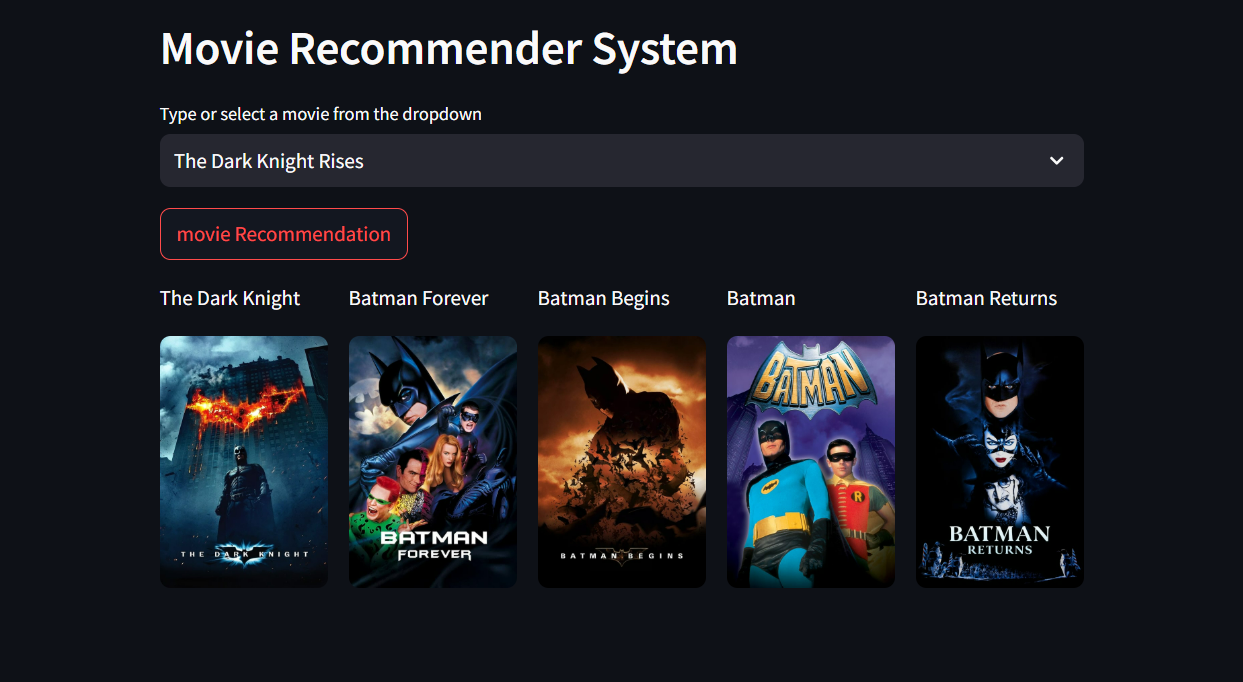 Movie Recommender System
Type or select a movie from the dropdown
The Dark Knight Rises
movie Recommendation
The Dark Knight
Batman Forever
Batman Begins
Batman
Batman Returns
THE DARK KNIGHT
BATMAN
FOREVER
BATMAN BEGINS
BATMAN
R
BATMAN
RETURNS